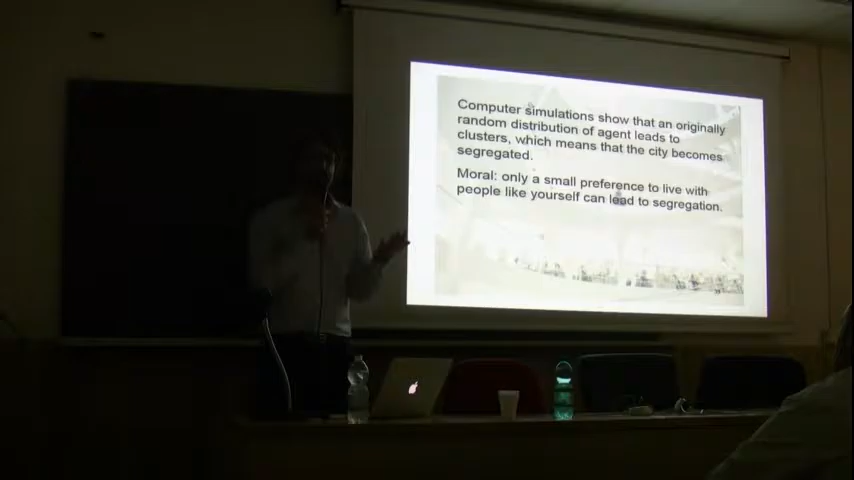 Computer simulations show that an originally
random distribution of agent leads to
clusters, which means that the city becomes
segregated.
Moral: only a small preference to live with
people like yourself can lead to segregation.